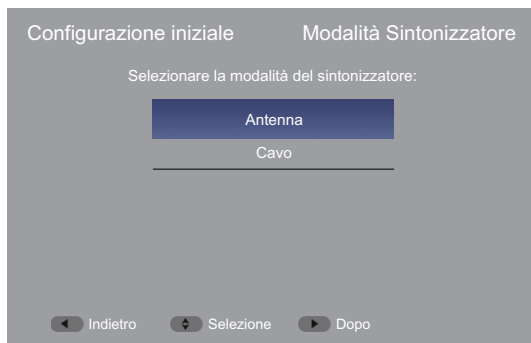 Configurazione iniziale Modalità Sintonizzatore
Selezionare la modalità del sintonizzatore:
Antenna
Cavo
Indietro Selezione Dopo